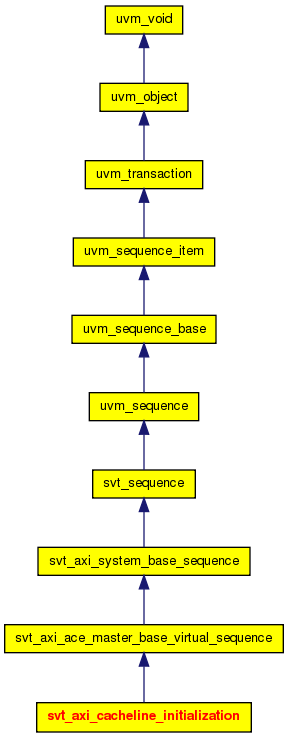 uvm_void
uvm_object
uvm_transaction
uvm_sequence_item
uvm_sequence_base
uvm_sequence
svt_sequence
svt_axi_system_base_sequence
svt_axi_ace_master_base_virtual_sequence
svt_axi_cacheline_initialization